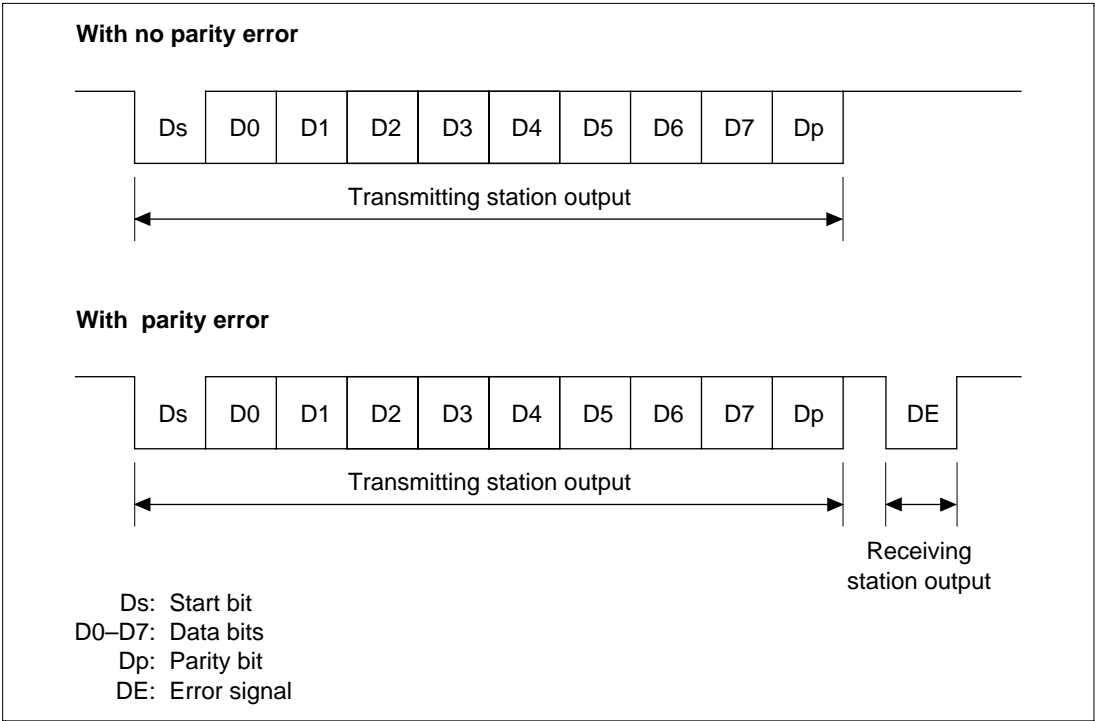 With no parity error
Ds D0 D1 D2 D3 D4 D5 D6 D7 Dp
Transmitting station output
With parity error
Ds D0 D1 D2 D3 D4 D5 D6 D7 Dp DE
Transmitting station output
Receiving
station output
Ds: Start bit
D0–D7: Data bits
Dp: Parity bit
DE: Error signal